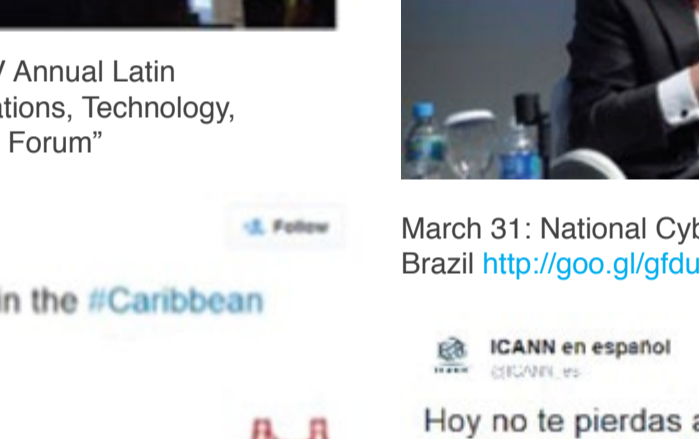 V Annual Latin
ations, Technology,
Forum”
Follow
in the #Caribbean
March 31: National Cyb
Brazil http://goo.gl/gfdu
ICANN en español
@ICANN_es
Hoy no te pierdas a